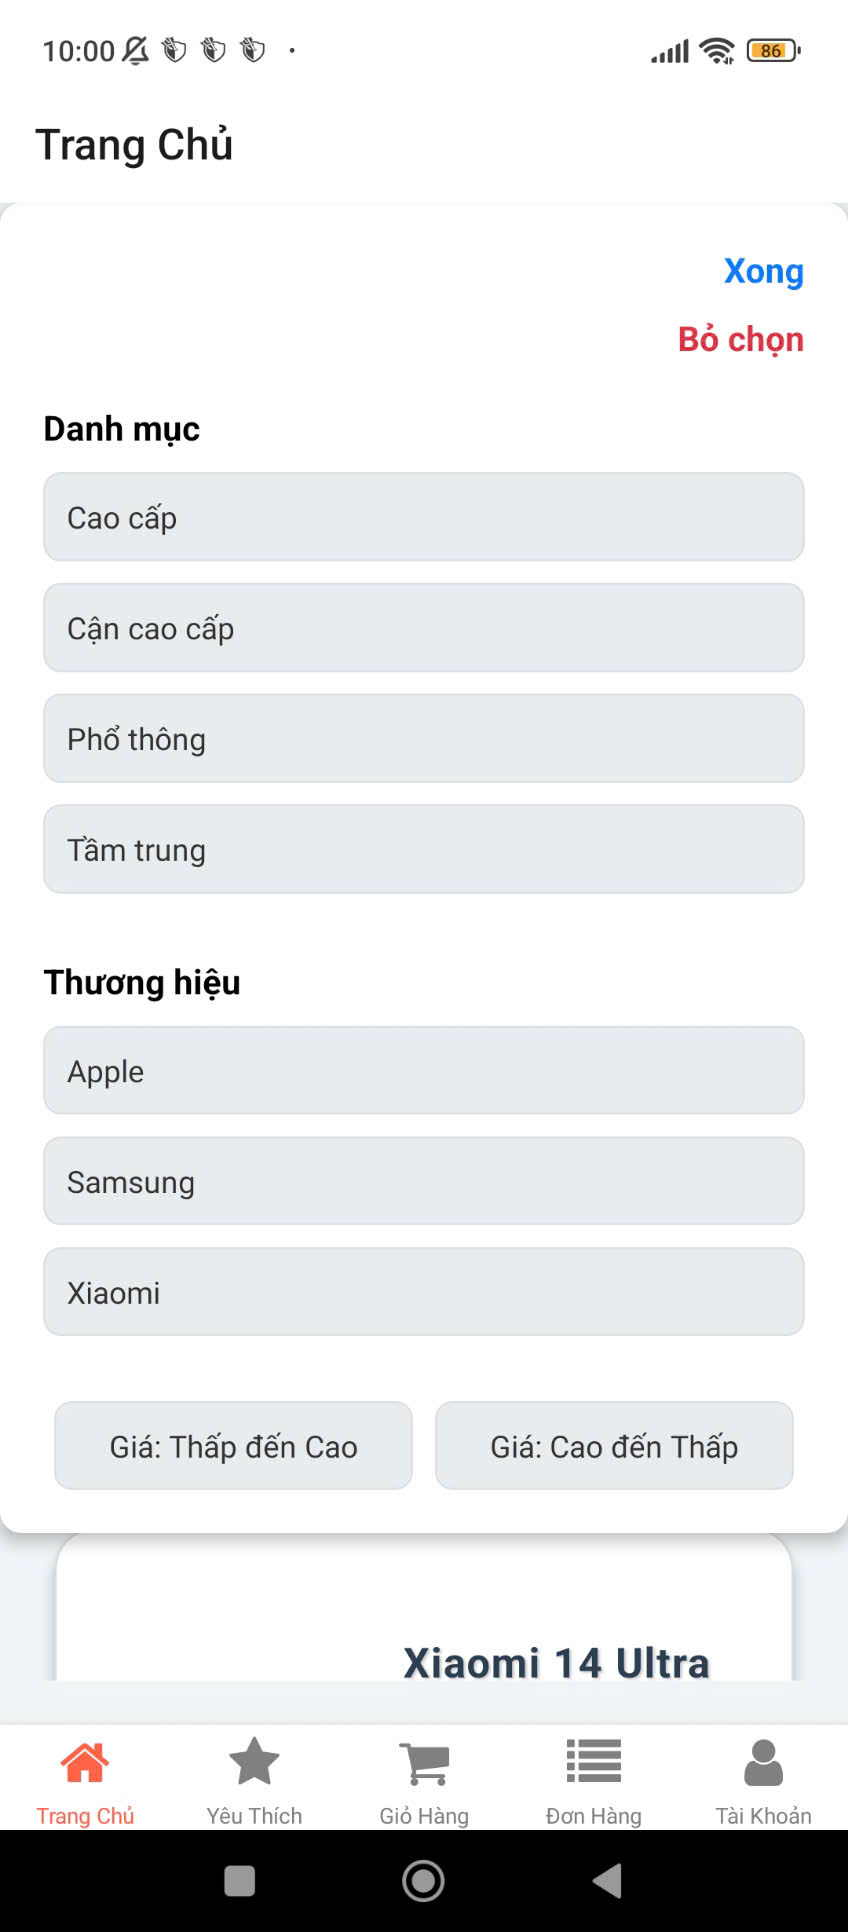 10:00
86
Trang Chủ
Xong
Bỏ chọn
Danh mục
Cao cấp
Cận cao cấp
Phổ thông
Tầm trung
Thương hiệu
Apple
Samsung
Xiaomi
Giá: Thấp đến Cao
Giá: Cao đến Thấp
Xiaomi 14 Ultra
Trang Chủ
Yêu Thích
Giỏ Hàng
Đơn Hàng
Tài Khoản